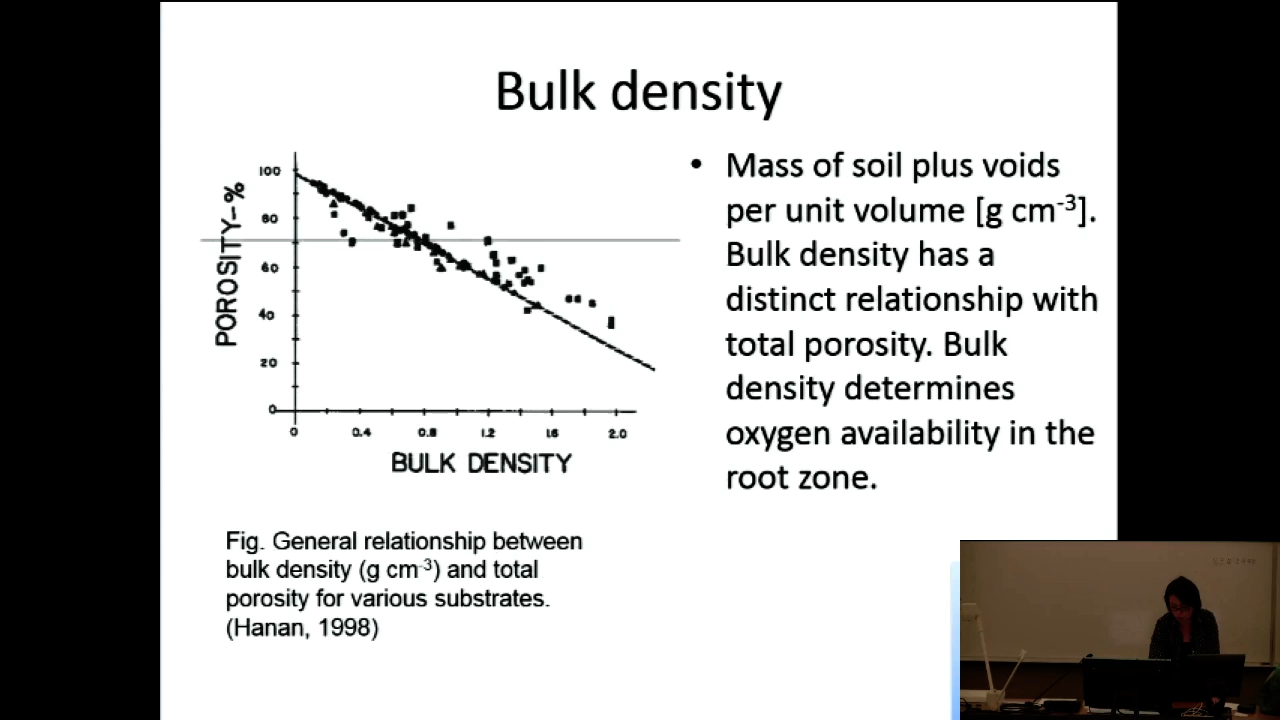 Bulk density
100
80
60
40
20
0
POROSITY-%
0 0.4 0.8 1.2 1.6 2.0
BULK DENSITY
Fig. General relationship between
bulk density (g cm-3) and total
porosity for various substrates.
(Hanan, 1998)
• Mass of soil plus voids
per unit volume [g cm-3].
Bulk density has a
distinct relationship with
total porosity. Bulk
density determines
oxygen availability in the
root zone.